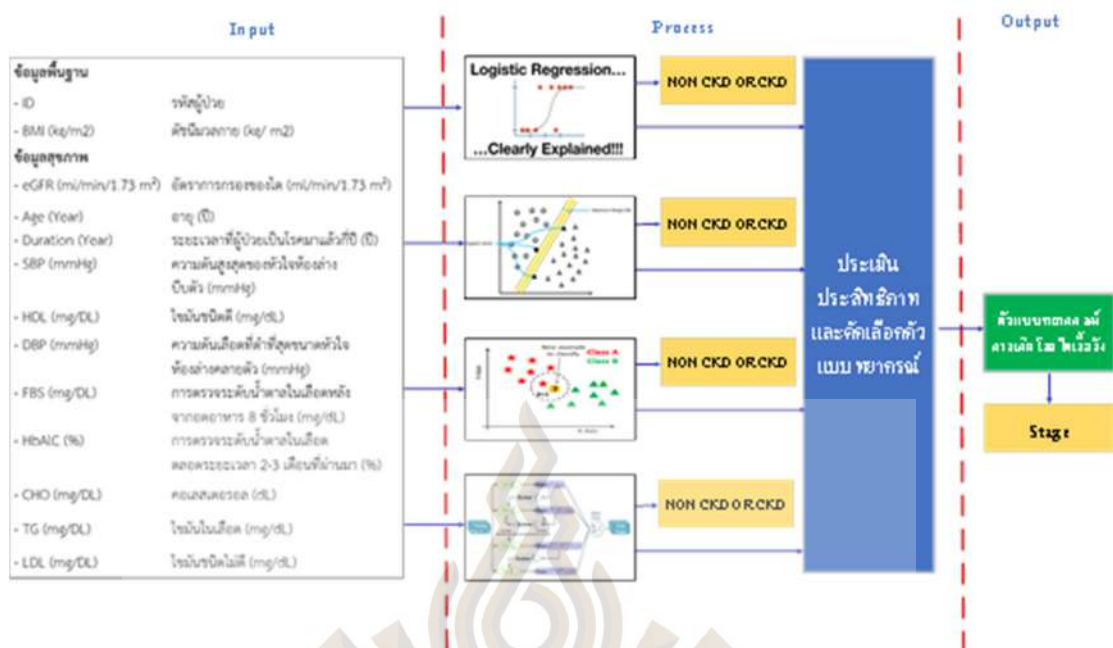 Input
Process
Output
ข้อมูลพื้นฐาน
- ID รหัสผู้ป่วย
- BMI (kg/m2) ดัชนีมวลกาย (kg/ m2)
ข้อมูลสุขภาพ
- eGFR (ml/min/1.73 m²) อัตราการกรองของไต (ml/min/1.73 m²)
- Age (Year) อายุ (ปี)
- Duration (Year) ระยะเวลาที่ผู้ป่วยเป็นโรคมาแล้วกี่ปี (ปี)
- SBP (mmHg) ความดันสูงสุดของหัวใจห้องล่าง
บีบตัว (mmHg)
- HDL (mg/DL) ไขมันชนิดดี (mg/dL)
- DBP (mmHg) ความดันเลือดที่ต่ำที่สุดขณะหัวใจ
ห้องล่างคลายตัว (mmHg)
- FBS (mg/DL) การตรวจระดับน้ำตาลในเลือดหลัง
จากอดอาหาร 8 ชั่วโมง (mg/dL)
- HbAIC (%) การตรวจระดับน้ำตาลในเลือด
ตลอดระยะเวลา 2-3 เดือนที่ผ่านมา (%)
- CHO (mg/DL) คอเลสเตอรอล (dL)
- TG (mg/DL) ไขมันในเลือด (mg/dL)
- LDL (mg/DL) ไขมันชนิดไม่ดี (mg/dL)
Logistic Regression...
...Clearly Explained!!!
NON CKD ORCKD
NON CKD ORCKD
Class A
Class B
NON CKD ORCKD
NON CKD ORCKD
ประเมิน
ประสิทธิภาพ
และคัดเลือกตัว
แบบ พยากรณ์
Stage